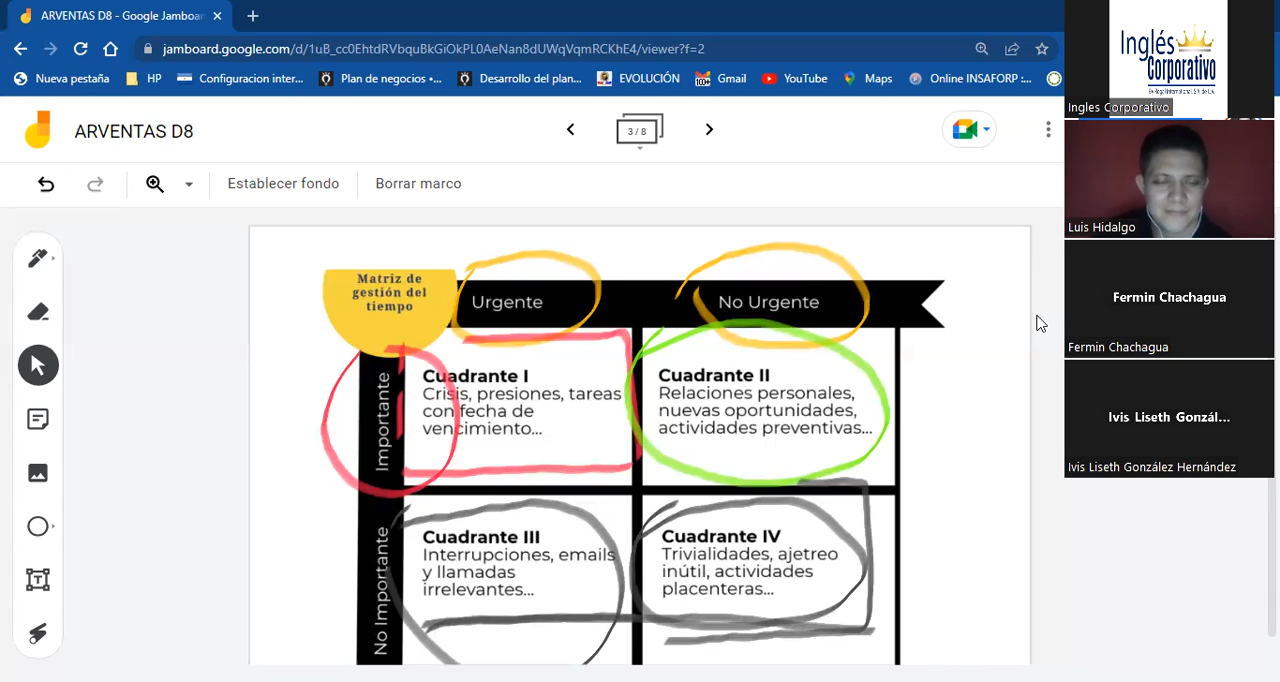 ARVENTAS D8 - Google Jamboar
jamboard.google.com/d/1uB_cc0EhtdRVbquBkGiOkPL0AeNan8dUWqVqmRCKhE4/viewer?f=2
Nueva pestaña
HP
Configuracion inter...
Plan de negocios •...
Desarrollo del plan...
EVOLUCIÓN
100+
Gmail
YouTube
Maps
Online INSAFORP :...
ARVENTAS D8
3 / 8
Establecer fondo
Borrar marco
Matriz de
gestión del
tiempo
Urgente
No Urgente
Importante
Cuadrante I
Crisis, presiones, tareas
con fecha de
vencimiento...
Cuadrante II
Relaciones personales,
nuevas oportunidades,
actividades preventivas...
No Importante
Cuadrante III
Interrupciones, emails
y llamadas
irrelevantes...
Cuadrante IV
Trivialidades, ajetreo
inútil, actividades
placenteras...
Inglés
Corporativo
Ingles Corporativo
Luis Hidalgo
Fermin Chachagua
Fermin Chachagua
Ivis Liseth Gonzál...
Ivis Liseth González Hernández